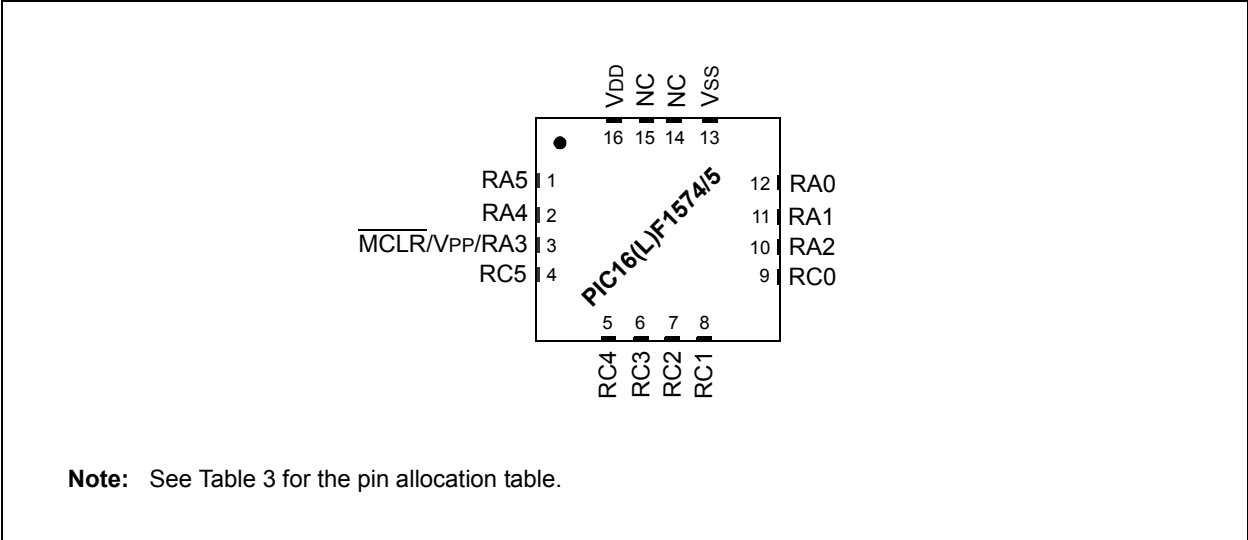 VDD NC NC VSS
16 15 14 13
RA5 1
RA4 2
MCLR/VPP/RA3 3
RC5 4
12 RA0
11 RA1
10 RA2
9 RC0
PIC16(L)F1574/5
5 6 7 8
RC4 RC3 RC2 RC1
Note: See Table 3 for the pin allocation table.